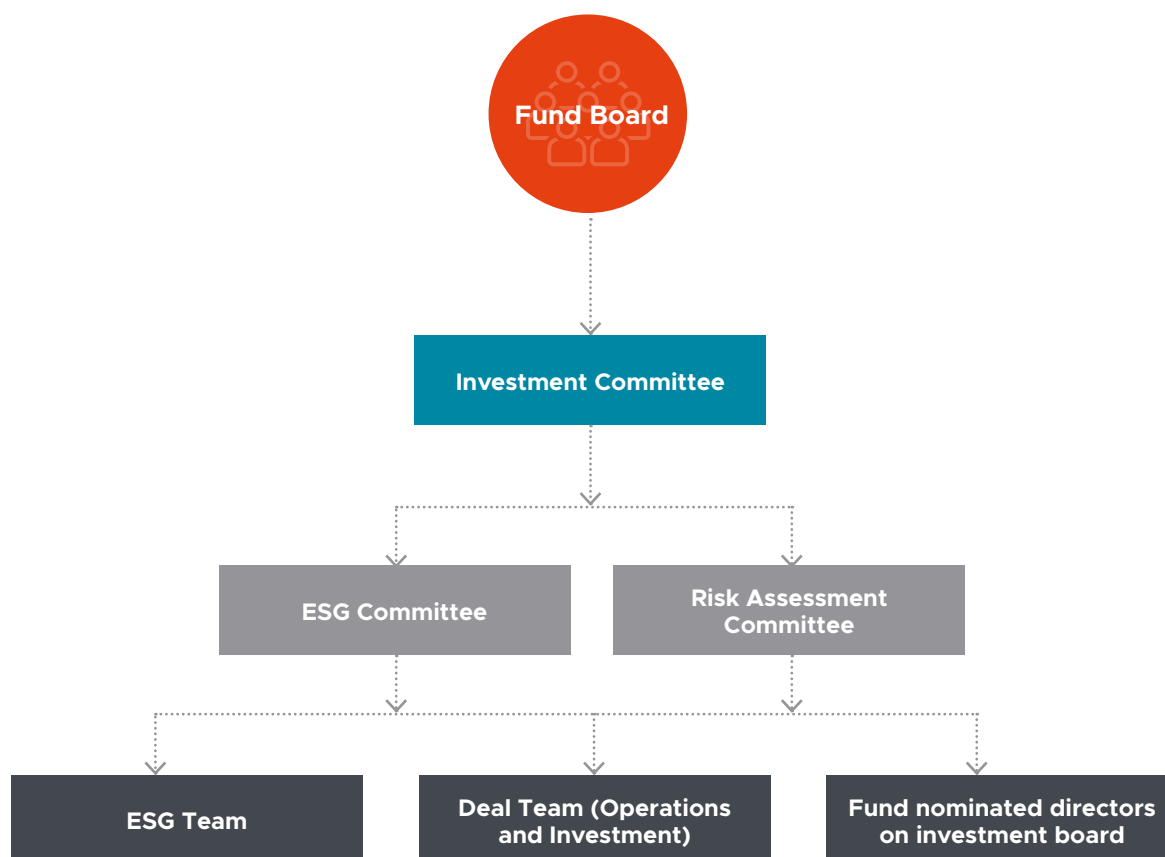 Fund Board
Investment Committee
ESG Committee
Risk Assessment
Committee
ESG Team
Deal Team (Operations
and Investment)
Fund nominated directors
on investment board